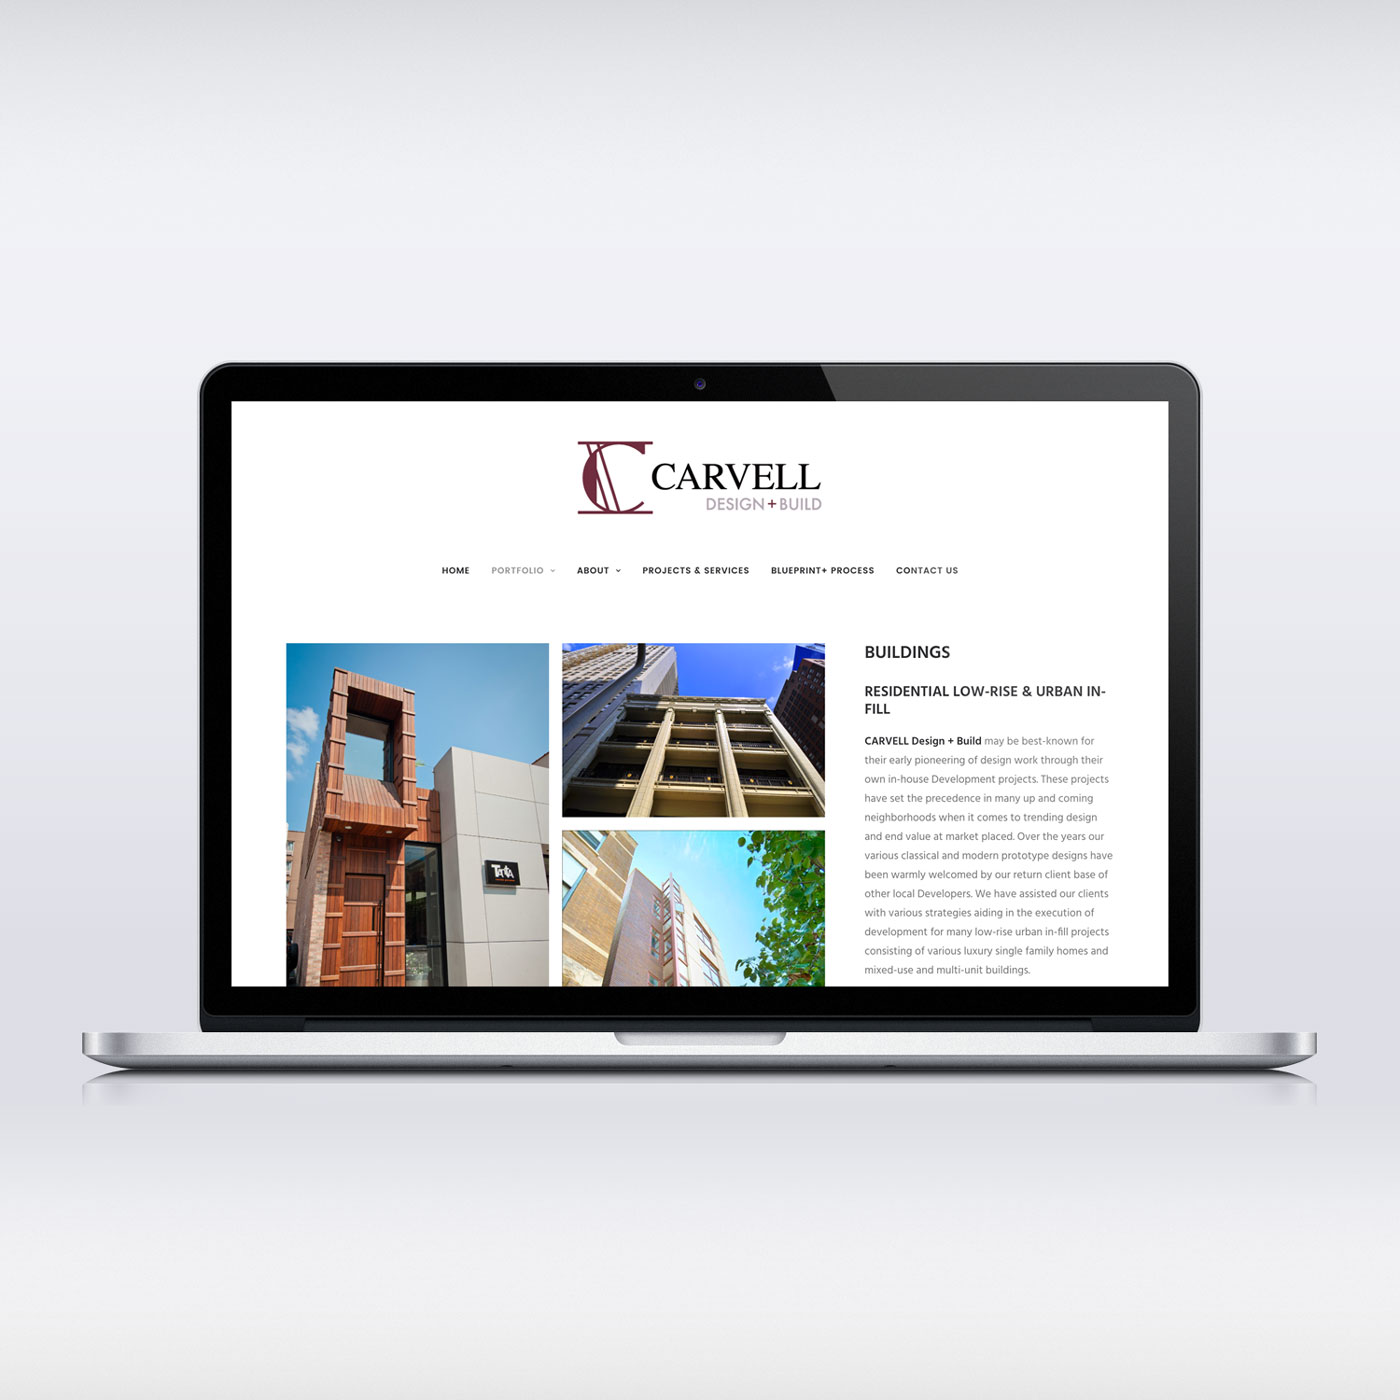 CARVELL
DESIGN + BUILD
HOME PORTFOLIO ABOUT PROJECTS & SERVICES BLUEPRINT+ PROCESS CONTACT US
BUILDINGS
RESIDENTIAL LOW-RISE & URBAN IN-
FILL
CARVELL Design + Build may be best-known for
their early pioneering of design work through their
own in-house Development projects. These projects
have set the precedence in many up and coming
neighborhoods when it comes to trending design
and end value at market placed. Over the years our
various classical and modern prototype designs have
been warmly welcomed by our return client base of
other local Developers. We have assisted our clients
with various strategies aiding in the execution of
development for many low-rise urban in-fill projects
consisting of various luxury single family homes and
mixed-use and multi-unit buildings.